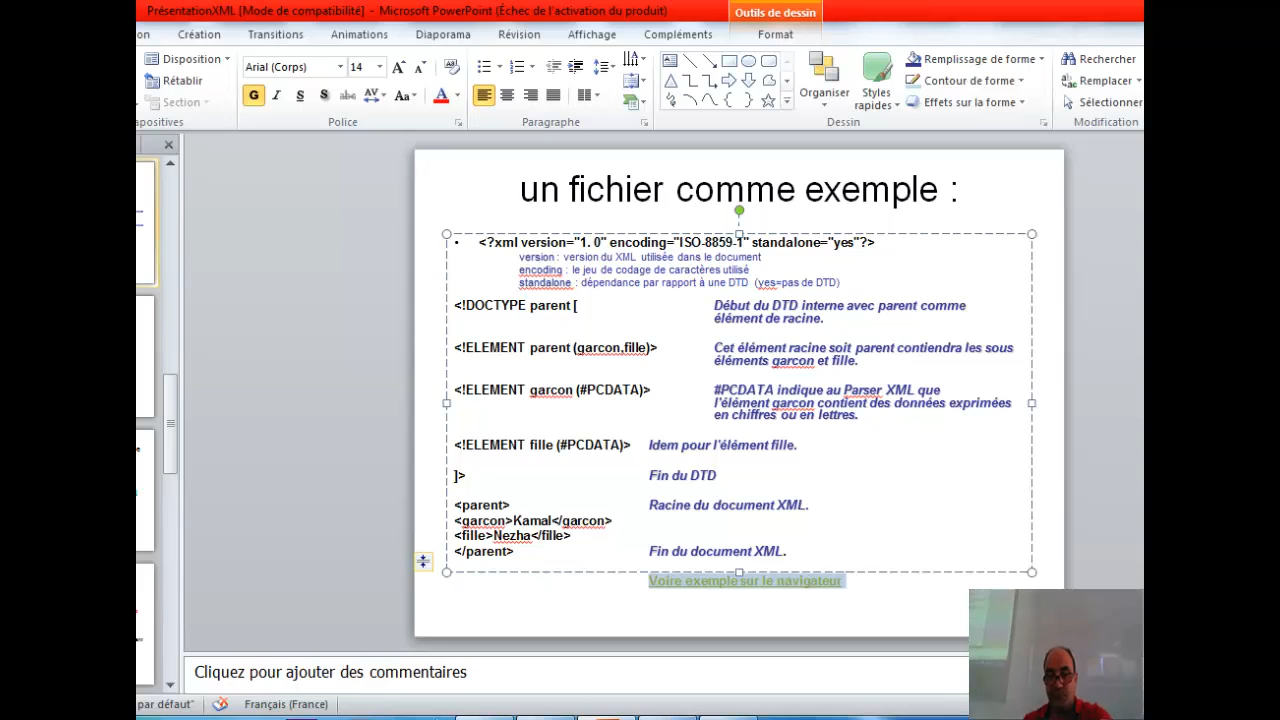 PrésentationXML [Mode de compatibilité] - Microsoft PowerPoint (Échec de l'activation du produit)
Outils de dessin
on Création Transitions Animations Diaporama Révision Affichage Compléments Format
Disposition
Rétablir
Section
apositives
Arial (Corps) 14
G I S S abc AV Aa A
Police
Paragraphe
Organiser
Styles
rapides
Remplissage de forme
Contour de forme
Effets sur la forme
Dessin
Rechercher
Remplacer
Sélectionner
Modification
un fichier comme exemple :
• <?xml version="1. 0" encoding="ISO-8859-1" standalone="yes"?>
version : version du XML utilisée dans le document
encoding : le jeu de codage de caractères utilisé
standalone : dépendance par rapport à une DTD (yes=pas de DTD)
<!DOCTYPE parent [ Début du DTD interne avec parent comme
élément de racine.
<!ELEMENT parent (garcon,fille)> Cet élément racine soit parent contiendra les sous
éléments garcon et fille.
<!ELEMENT garcon (#PCDATA)> #PCDATA indique au Parser XML que
l'élément garcon contient des données exprimées
en chiffres ou en lettres.
<!ELEMENT fille (#PCDATA)> Idem pour l'élément fille.
]> Fin du DTD
<parent> Racine du document XML.
<garcon>Kamal</garcon>
<fille>Nezha</fille>
</parent> Fin du document XML.
Voire exemple sur le navigateur
Cliquez pour ajouter des commentaires
par défaut" Français (France)